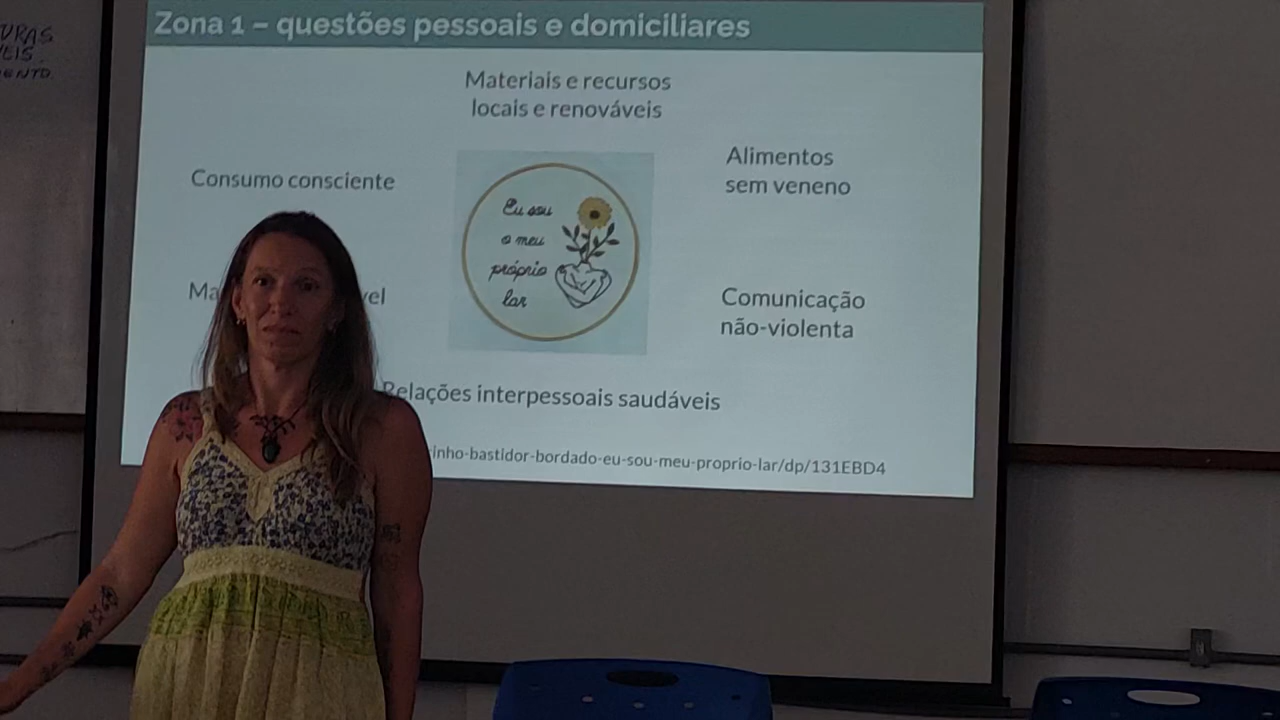 Zona 1 – questões pessoais e domiciliares
Materiais e recursos
locais e renováveis
Alimentos
sem veneno
Consumo consciente
Eu sou
o meu
próprio
lar
Comunicação
não-violenta
Relações interpessoais saudáveis
inho-bastidor-bordado-eu-sou-meu-proprio-lar/dp/131EBD4